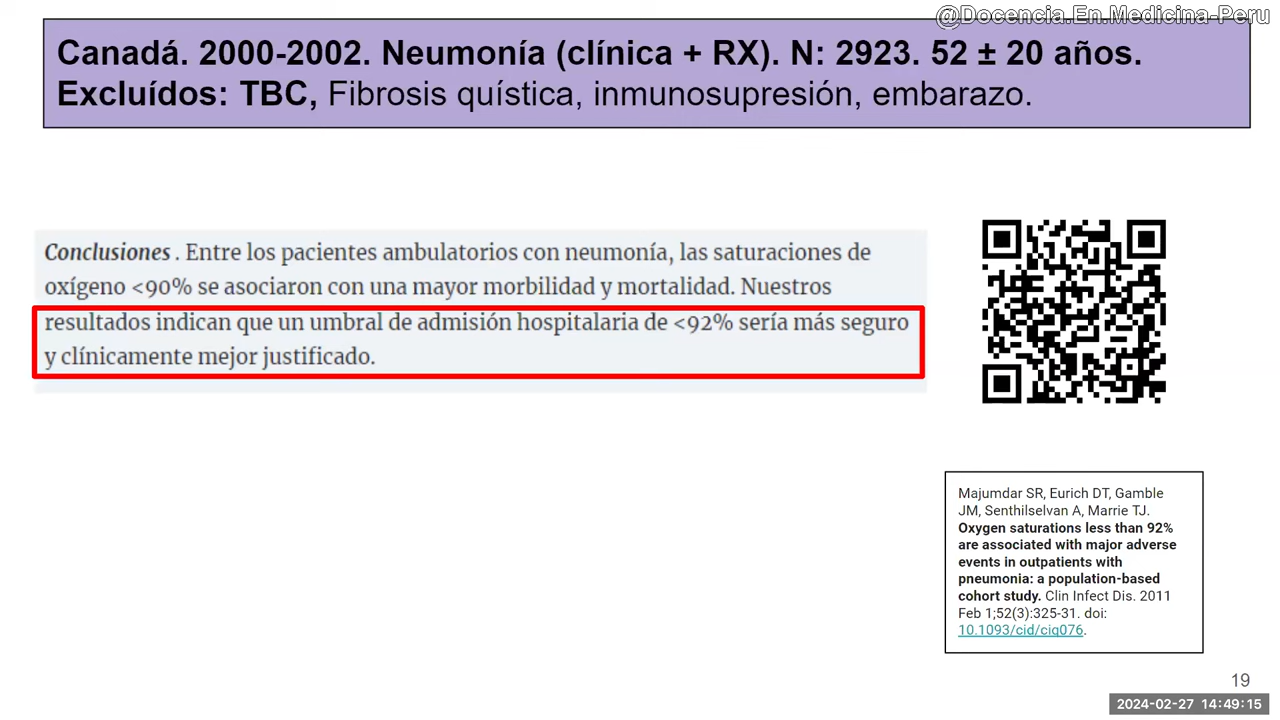 @Docencia.En.Medicina-Peru
Canadá. 2000-2002. Neumonía (clínica + RX). N: 2923. 52 ± 20 años.
Excluídos: TBC, Fibrosis quística, inmunosupresión, embarazo.
Conclusiones . Entre los pacientes ambulatorios con neumonía, las saturaciones de
oxígeno <90% se asociaron con una mayor morbilidad y mortalidad. Nuestros
resultados indican que un umbral de admisión hospitalaria de <92% sería más seguro
y clínicamente mejor justificado.
Majumdar SR, Eurich DT, Gamble
JM, Senthilselvan A, Marrie TJ.
Oxygen saturations less than 92%
are associated with major adverse
events in outpatients with
pneumonia: a population-based
cohort study. Clin Infect Dis. 2011
Feb 1;52(3):325-31. doi:
10.1093/cid/ciq076.
19
2024-02-27 14:49:15